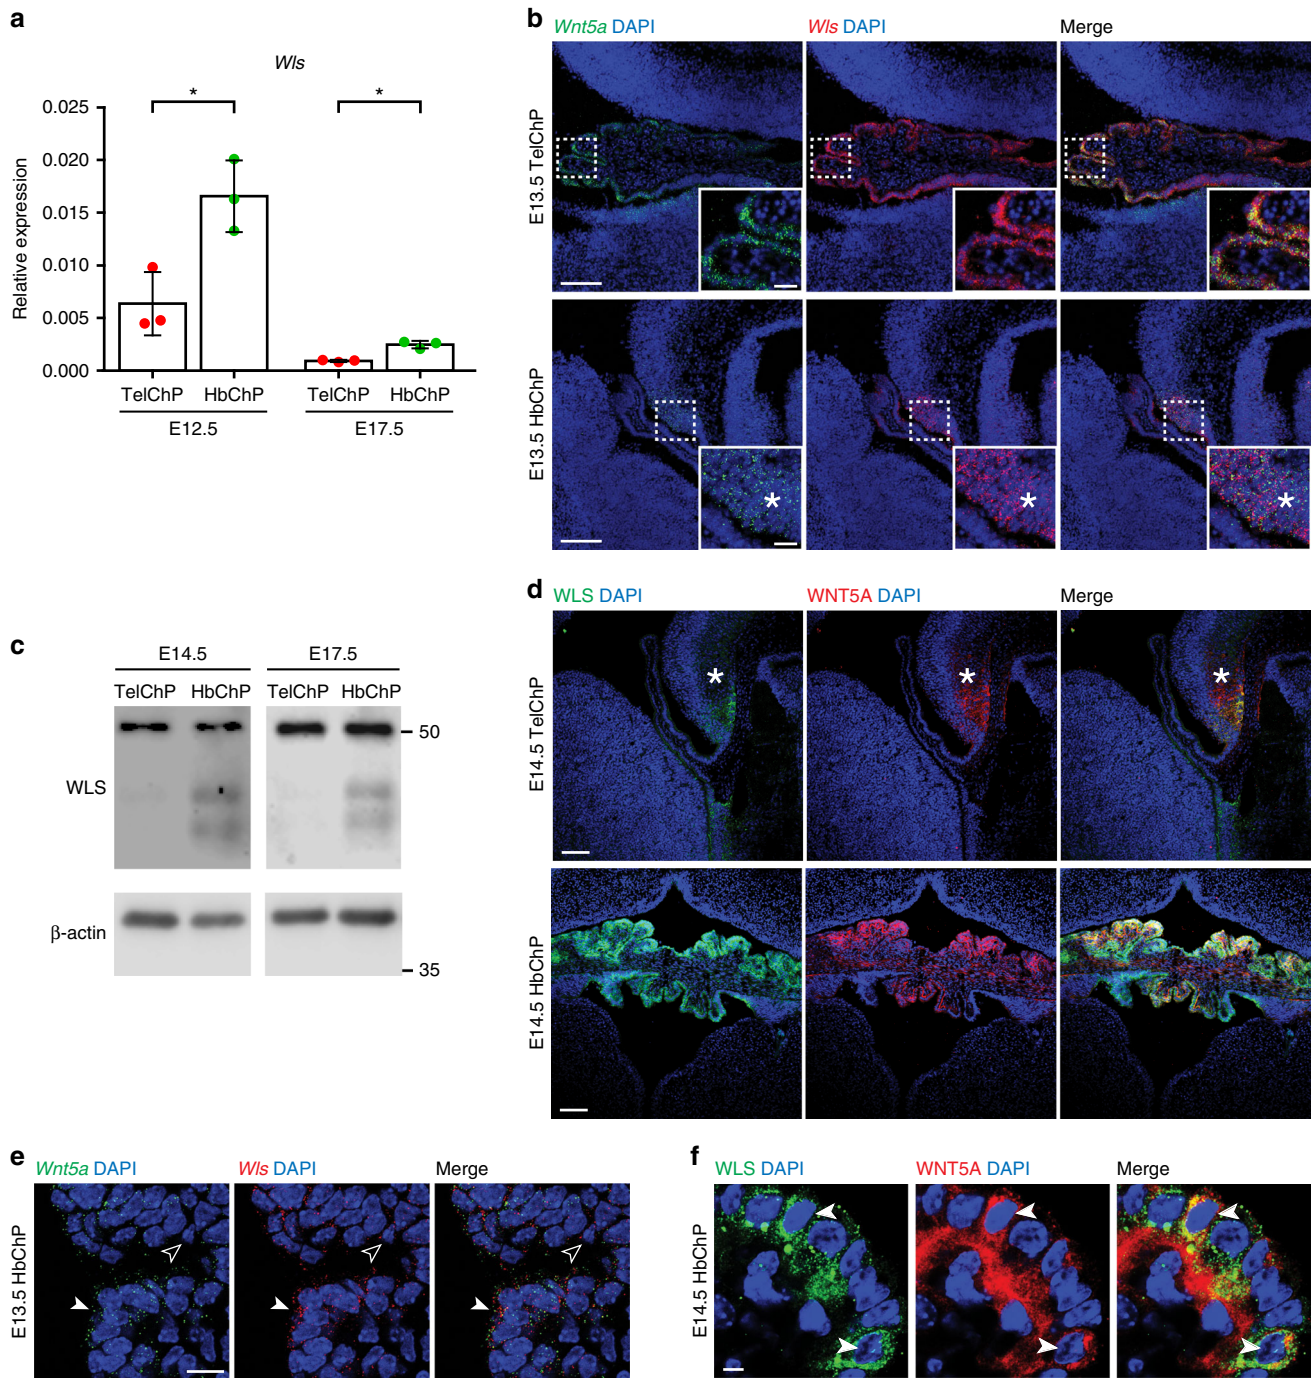 a
Wls
* *
0.025
0.020
0.015
0.010
0.005
0.000
Relative expression
TelChP HbChP TelChP HbChP
E12.5 E17.5
b
Wnt5a DAPI Wls DAPI Merge
E13.5 TelChP
E13.5 HbChP
* * *
c
E14.5 E17.5
TelChP HbChP TelChP HbChP
WLS
50
β-actin
35
d
WLS DAPI WNT5A DAPI Merge
E14.5 TelChP
* * *
E14.5 HbChP
e
Wnt5a DAPI Wls DAPI Merge
E13.5 HbChP
f
WLS DAPI WNT5A DAPI Merge
E14.5 HbChP